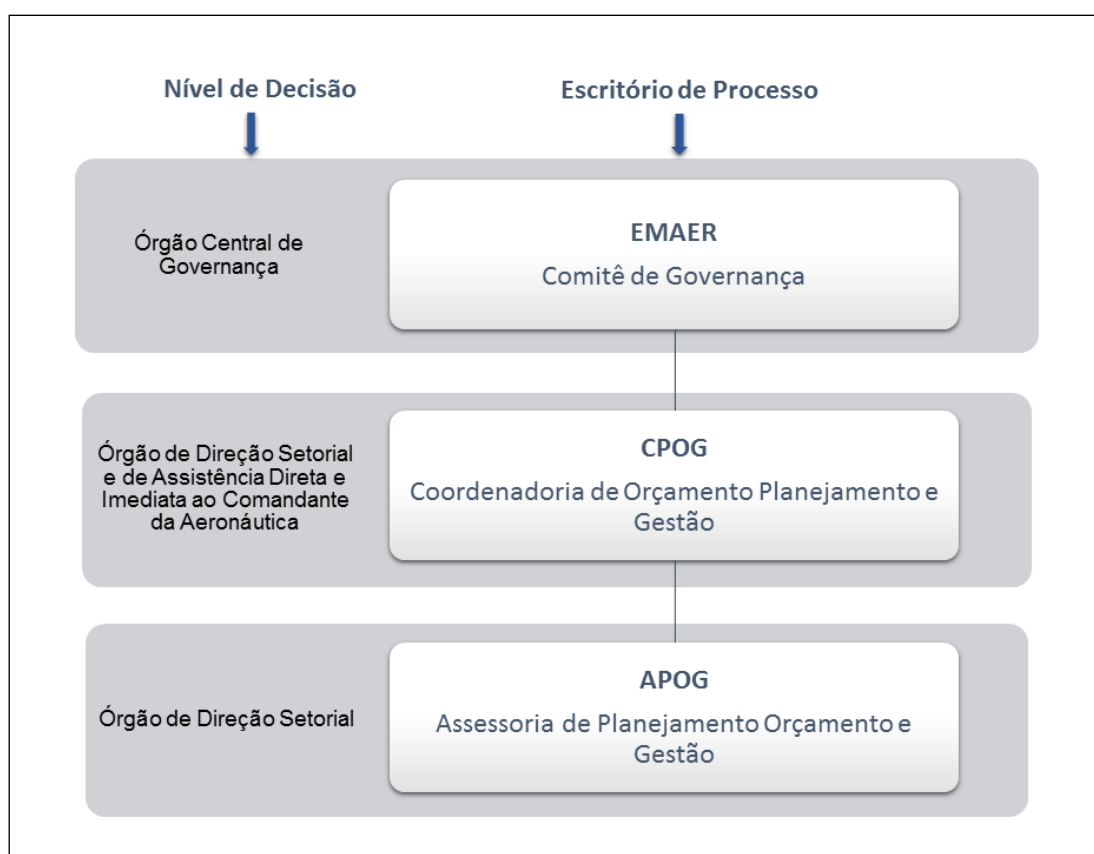 Nível de Decisão
Escritório de Processo
Órgão Central de
Governança
EMAER
Comitê de Governança
Órgão de Direção Setorial
e de Assistência Direta e
Imediata ao Comandante
da Aeronáutica
CPOG
Coordenadoria de Orçamento Planejamento e
Gestão
Órgão de Direção Setorial
APOG
Assessoria de Planejamento Orçamento e
Gestão